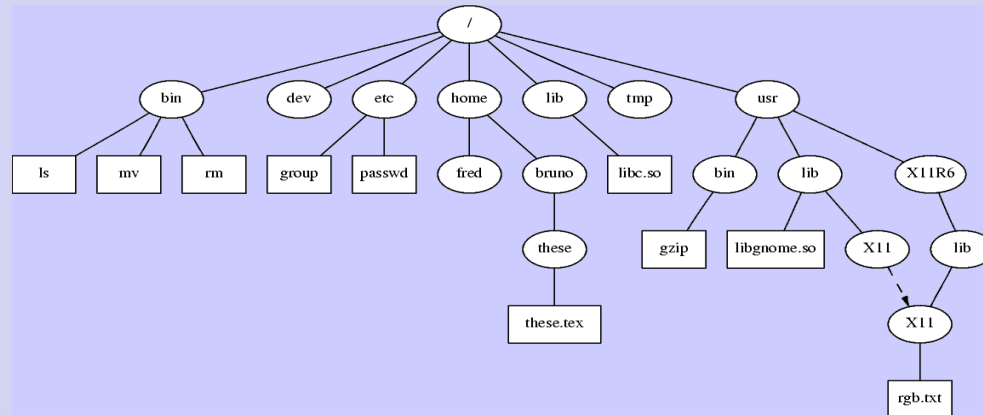 /
bin dev etc home lib tmp usr
ls mv rm group passwd fred bruno libc.so bin lib X11R6
these gzip libgnome.so X11 lib
these.tex X11
rgb.txt